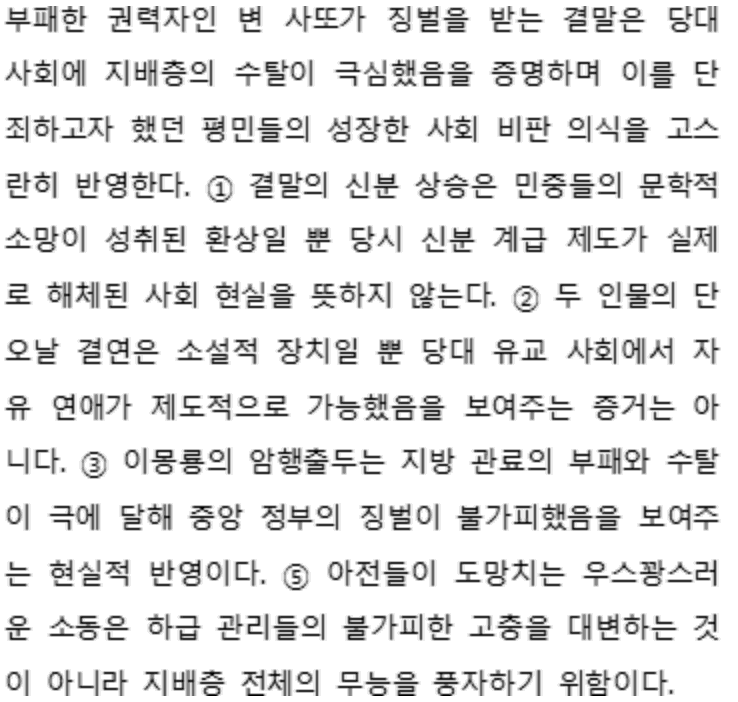 부패한 권력자인 변 사또가 징벌을 받는 결말은 당대
사회에 지배층의 수탈이 극심했음을 증명하며 이를 단
죄하고자 했던 평민들의 성장한 사회 비판 의식을 고스
란히 반영한다. ① 결말의 신분 상승은 민중들의 문학적
소망이 성취된 환상일 뿐 당시 신분 계급 제도가 실제
로 해체된 사회 현실을 뜻하지 않는다. ② 두 인물의 단
오날 결연은 소설적 장치일 뿐 당대 유교 사회에서 자
유 연애가 제도적으로 가능했음을 보여주는 증거는 아
니다. ③ 이몽룡의 암행출두는 지방 관료의 부패와 수탈
이 극에 달해 중앙 정부의 징벌이 불가피했음을 보여주
는 현실적 반영이다. ⑤ 아전들이 도망치는 우스꽝스러
운 소동은 하급 관리들의 불가피한 고충을 대변하는 것
이 아니라 지배층 전체의 무능을 풍자하기 위함이다.